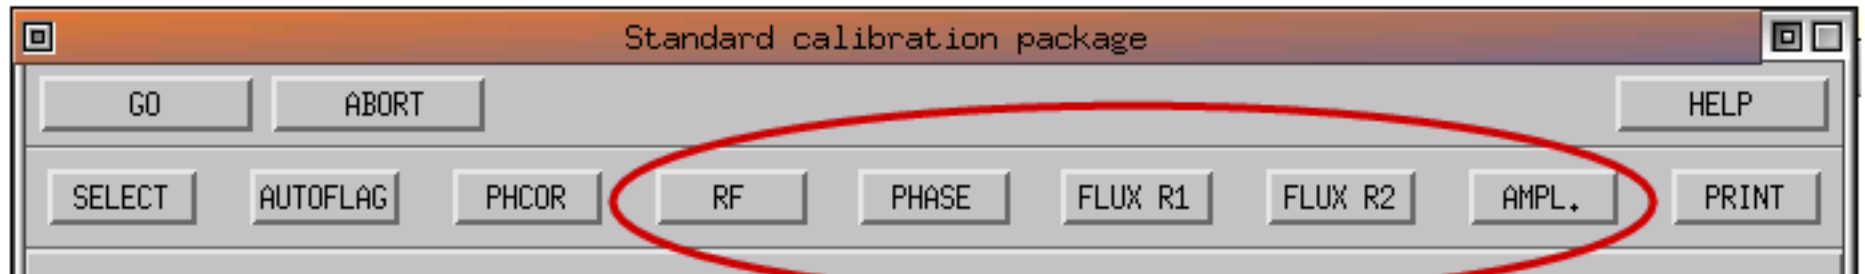 Standard calibration package
GO ABORT HELP
SELECT AUTOFLAG PHCOR RF PHASE FLUX R1 FLUX R2 AMPL. PRINT